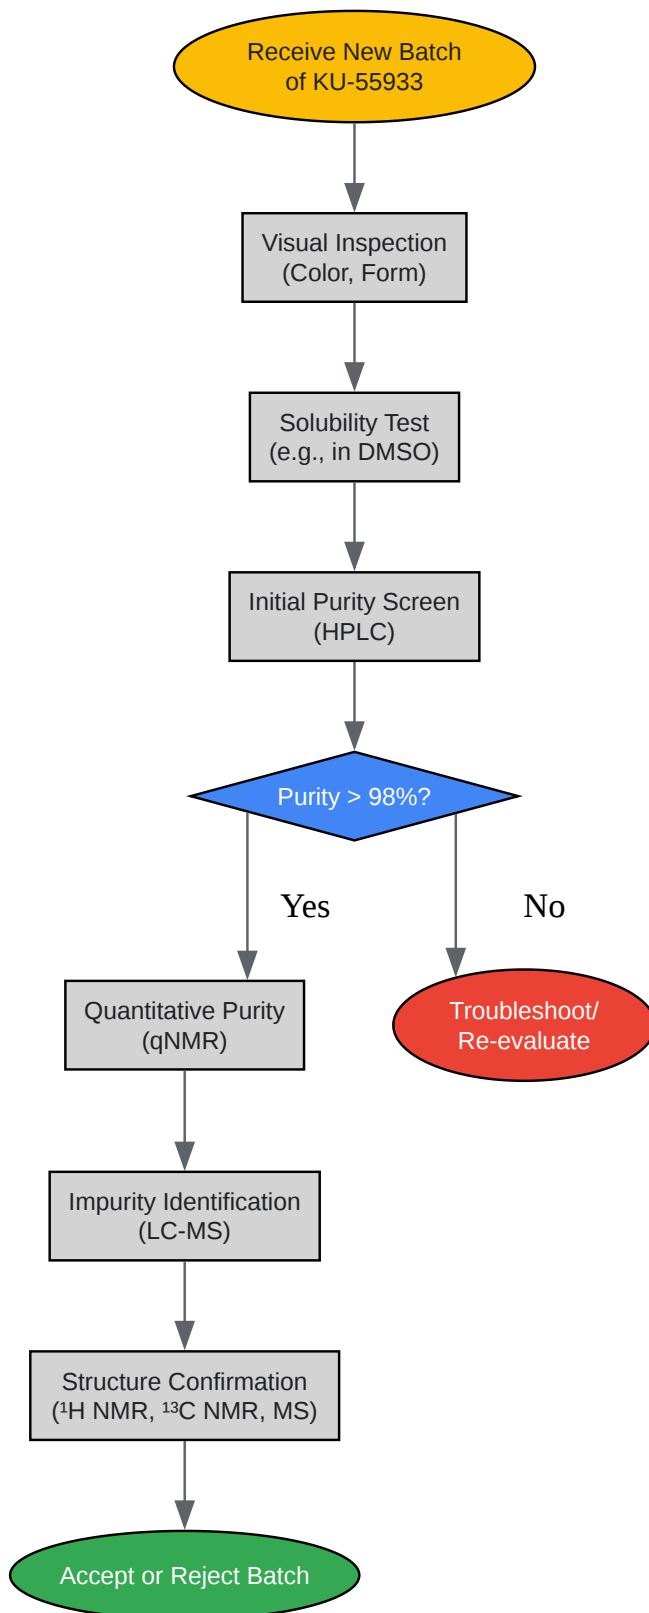 Receive New Batch
of KU-55933
Visual Inspection
(Color, Form)
Solubility Test
(e.g., in DMSO)
Initial Purity Screen
(HPLC)
Purity > 98%?
Yes
No
Quantitative Purity
(qNMR)
Troubleshoot/
Re-evaluate
Impurity Identification
(LC-MS)
Structure Confirmation
(¹H NMR, ¹³C NMR, MS)
Accept or Reject Batch